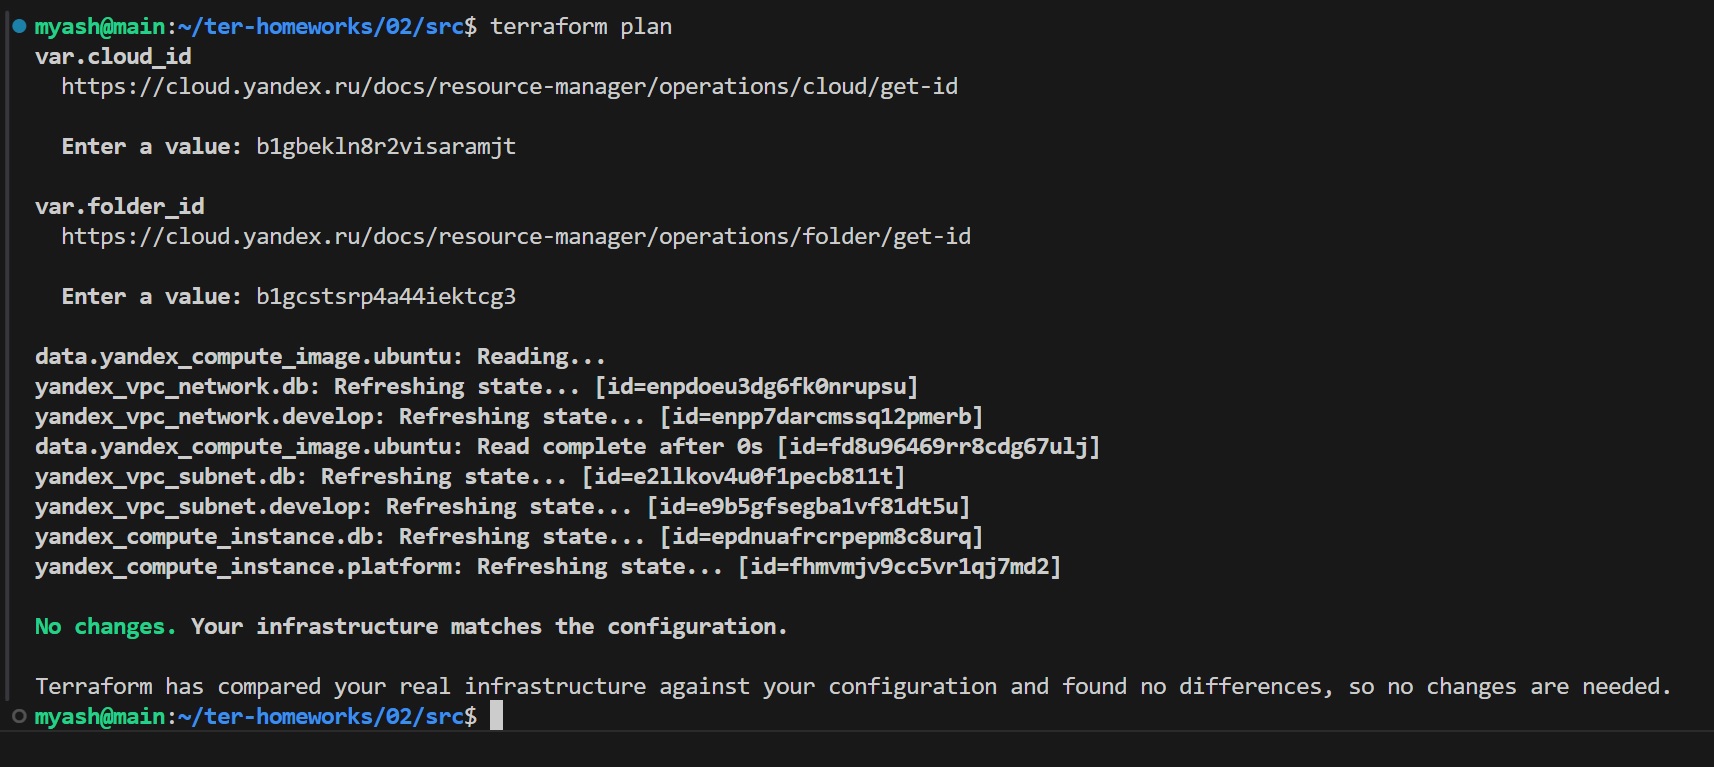 myash@main:~/ter-homeworks/02/src$ terraform plan
var.cloud_id
https://cloud.yandex.ru/docs/resource-manager/operations/cloud/get-id
Enter a value: b1gbekln8r2visaramjt
var.folder_id
https://cloud.yandex.ru/docs/resource-manager/operations/folder/get-id
Enter a value: b1gcstsrp4a44iektcg3
data.yandex_compute_image.ubuntu: Reading...
yandex_vpc_network.db: Refreshing state... [id=enpdoeu3dg6fk0nrupsu]
yandex_vpc_network.develop: Refreshing state... [id=enpp7darcmssq12pmerb]
data.yandex_compute_image.ubuntu: Read complete after 0s [id=fd8u96469rr8cdg67ulj]
yandex_vpc_subnet.db: Refreshing state... [id=e2llkov4u0f1pecb811t]
yandex_vpc_subnet.develop: Refreshing state... [id=e9b5gfsegba1vf81dt5u]
yandex_compute_instance.db: Refreshing state... [id=epdnuafrcrpepm8c8urq]
yandex_compute_instance.platform: Refreshing state... [id=fhmvmjv9cc5vr1qj7md2]
No changes. Your infrastructure matches the configuration.
Terraform has compared your real infrastructure against your configuration and found no differences, so no changes are needed.
myash@main:~/ter-homeworks/02/src$